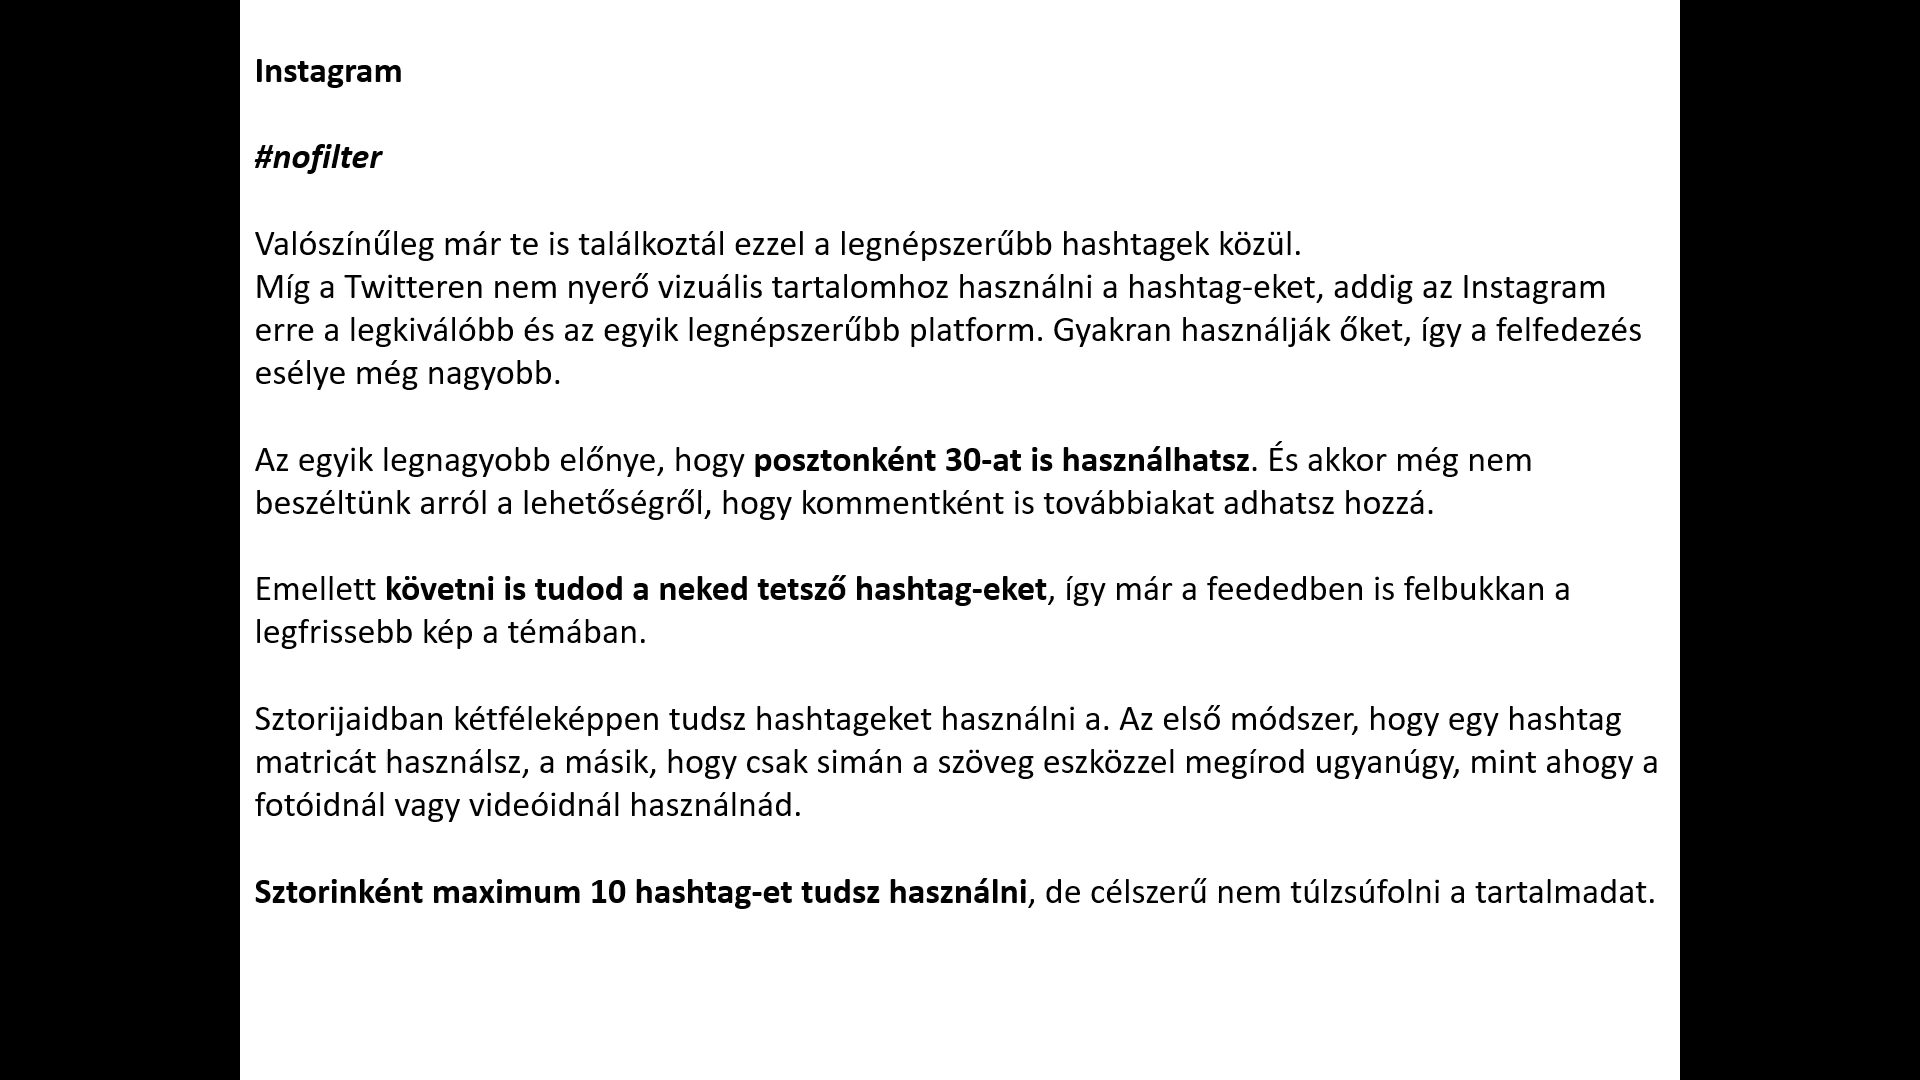 Instagram
#nofilter
Valószínűleg már te is találkoztál ezzel a legnépszerűbb hashtagek közül.
Míg a Twitteren nem nyerő vizuális tartalomhoz használni a hashtag-eket, addig az Instagram
erre a legkiválóbb és az egyik legnépszerűbb platform. Gyakran használják őket, így a felfedezés
esélye még nagyobb.
Az egyik legnagyobb előnye, hogy posztonként 30-at is használhatsz. És akkor még nem
beszéltünk arról a lehetőségről, hogy kommentként is továbbiakat adhatsz hozzá.
Emellett követni is tudod a neked tetsző hashtag-eket, így már a feededben is felbukkan a
legfrissebb kép a témában.
Sztorijaidban kétféleképpen tudsz hashtageket használni a. Az első módszer, hogy egy hashtag
matricát használsz, a másik, hogy csak simán a szöveg eszközzel megírod ugyanúgy, mint ahogy a
fotóidnál vagy videóidnál használnád.
Sztorinként maximum 10 hashtag-et tudsz használni, de célszerű nem túlzsúfolni a tartalmadat.